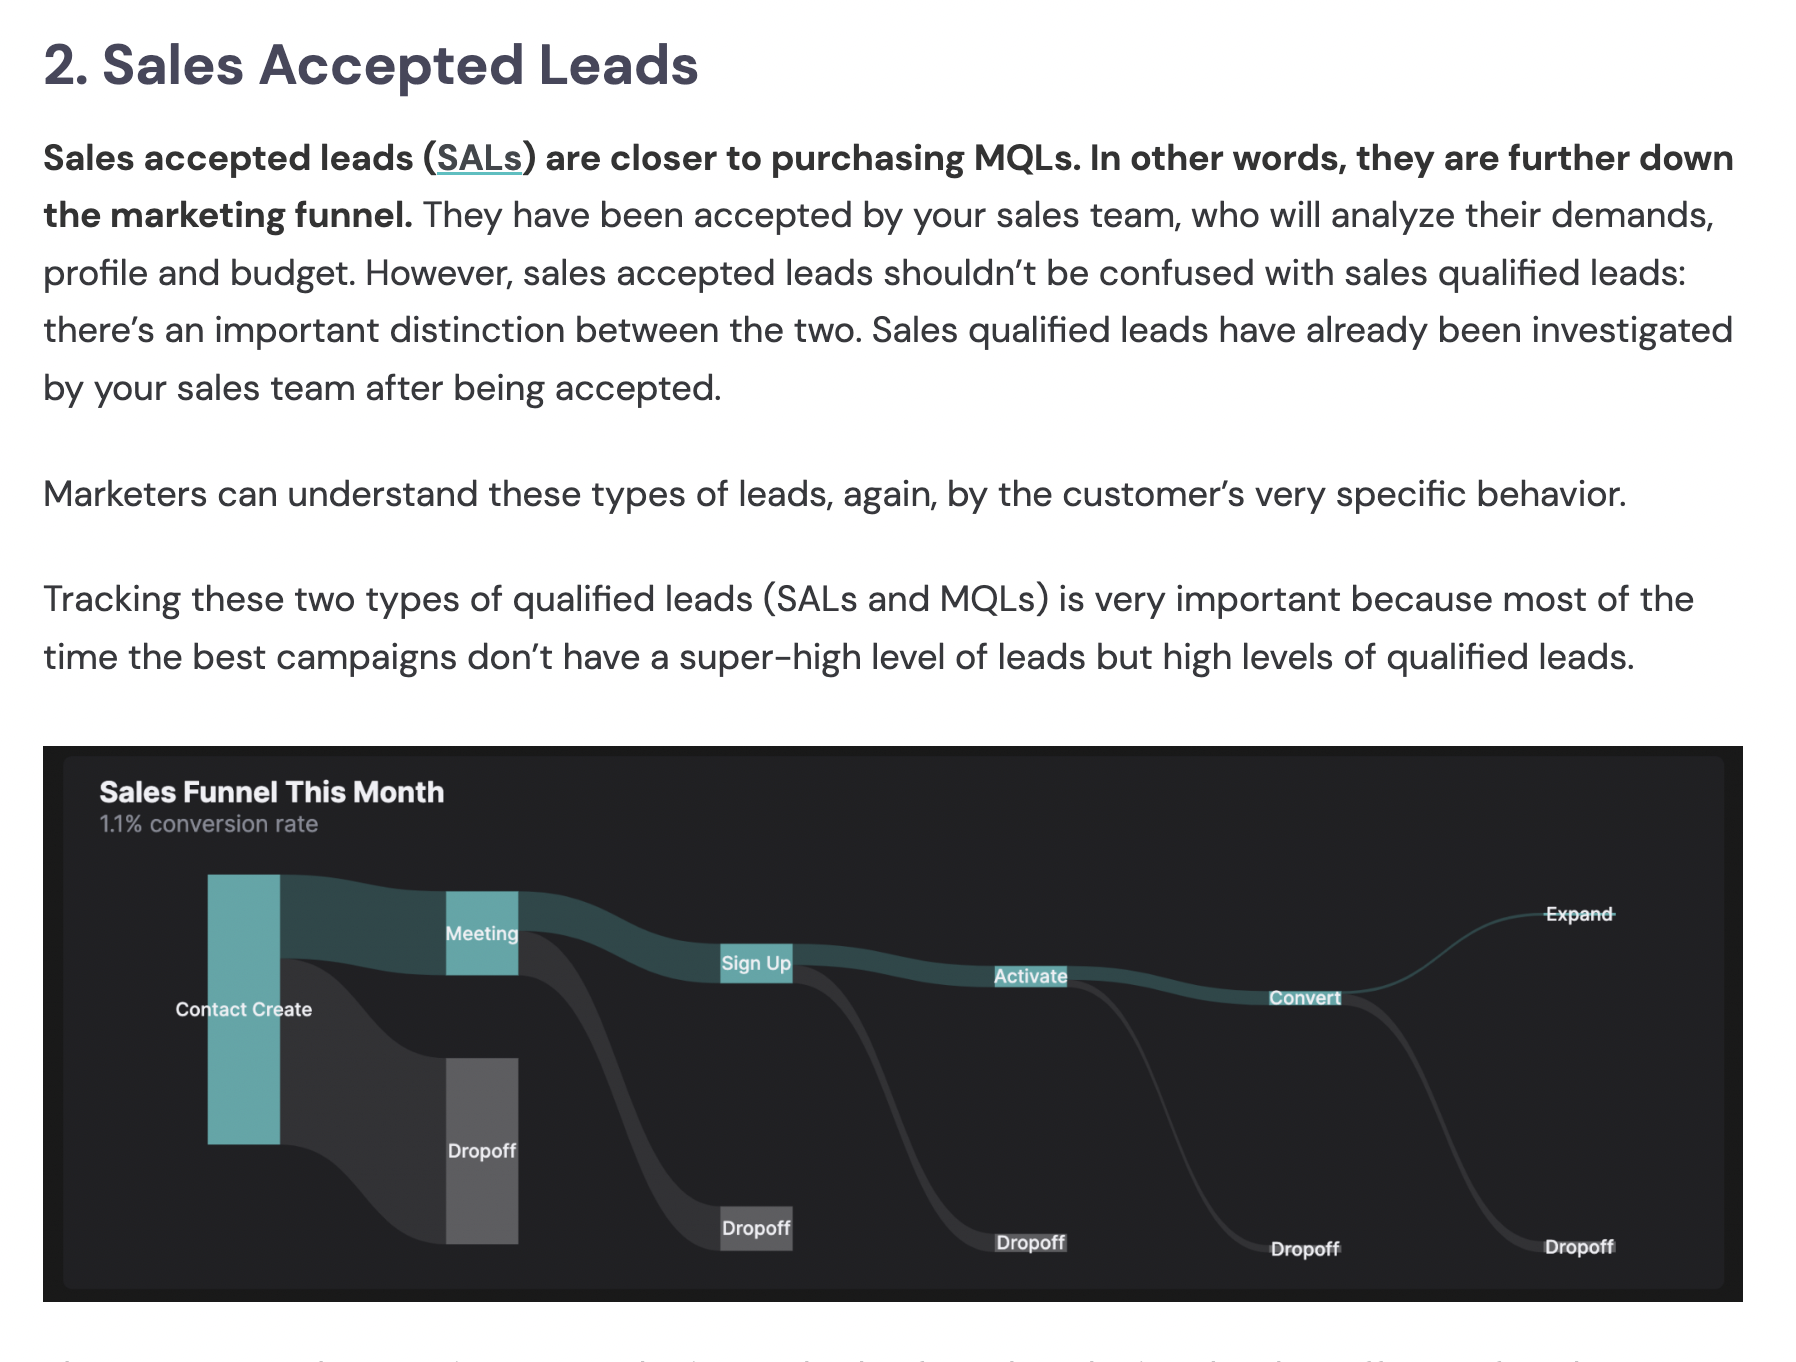 2. Sales Accepted Leads
Sales accepted leads (SALs) are closer to purchasing MQLs. In other words, they are further down
the marketing funnel. They have been accepted by your sales team, who will analyze their demands,
profile and budget. However, sales accepted leads shouldn’t be confused with sales qualified leads:
there’s an important distinction between the two. Sales qualified leads have already been investigated
by your sales team after being accepted.
Marketers can understand these types of leads, again, by the customer’s very specific behavior.
Tracking these two types of qualified leads (SALs and MQLs) is very important because most of the
time the best campaigns don’t have a super-high level of leads but high levels of qualified leads.
Sales Funnel This Month
1.1% conversion rate
Contact Create
Meeting
Dropoff
Sign Up
Dropoff
Activate
Dropoff
Convert
Dropoff
Expand
Dropoff